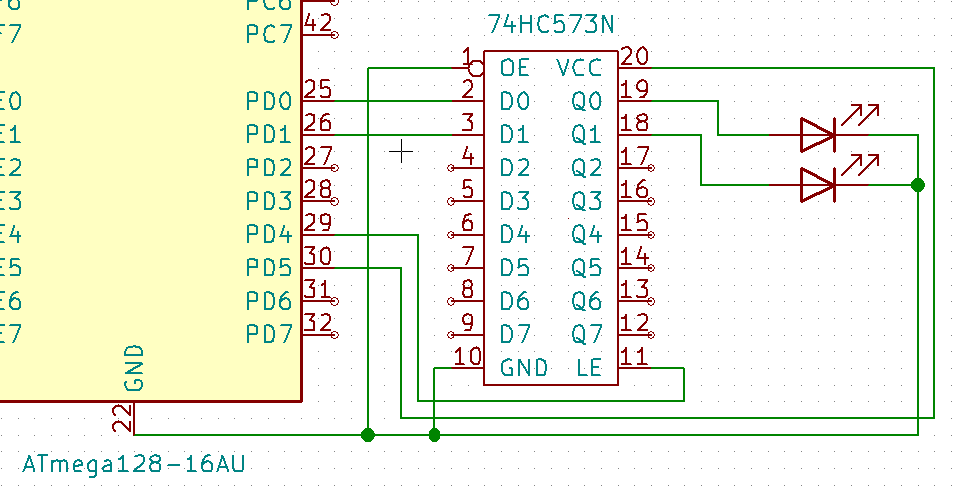 PC6
42
F7 PC7
74HC573N
1 OE VCC 20
E0 PD0 25 2 D0 Q0 19
E1 PD1 26 3 D1 Q1 18
E2 PD2 27 4 D2 Q2 17
E3 PD3 28 5 D3 Q3 16
E4 PD4 29 6 D4 Q4 15
E5 PD5 30 7 D5 Q5 14
E6 PD6 31 8 D6 Q6 13
E7 PD7 32 9 D7 Q7 12
10 GND LE 11
GND
22
ATmega128-16AU